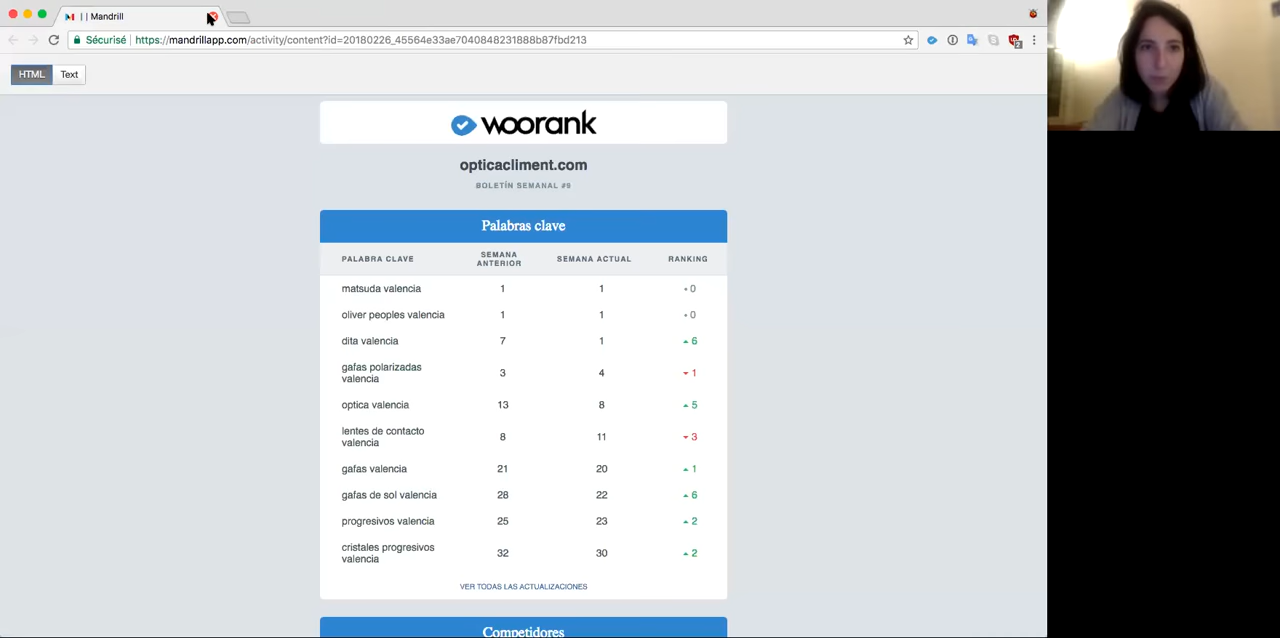 | | Mandrill
Sécurisé | https://mandrillapp.com/activity/content?id=20180226_45564e33ae7040848231888b87fbd213
HTML Text
woorank
opticacliment.com
BOLETÍN SEMANAL #9
Palabras clave
PALABRA CLAVE SEMANA ANTERIOR SEMANA ACTUAL RANKING
matsuda valencia 1 1 0
oliver peoples valencia 1 1 0
dita valencia 7 1 6
gafas polarizadas valencia 3 4 1
optica valencia 13 8 5
lentes de contacto valencia 8 11 3
gafas valencia 21 20 1
gafas de sol valencia 28 22 6
progresivos valencia 25 23 2
cristales progresivos valencia 32 30 2
VER TODAS LAS ACTUALIZACIONES
Competidores